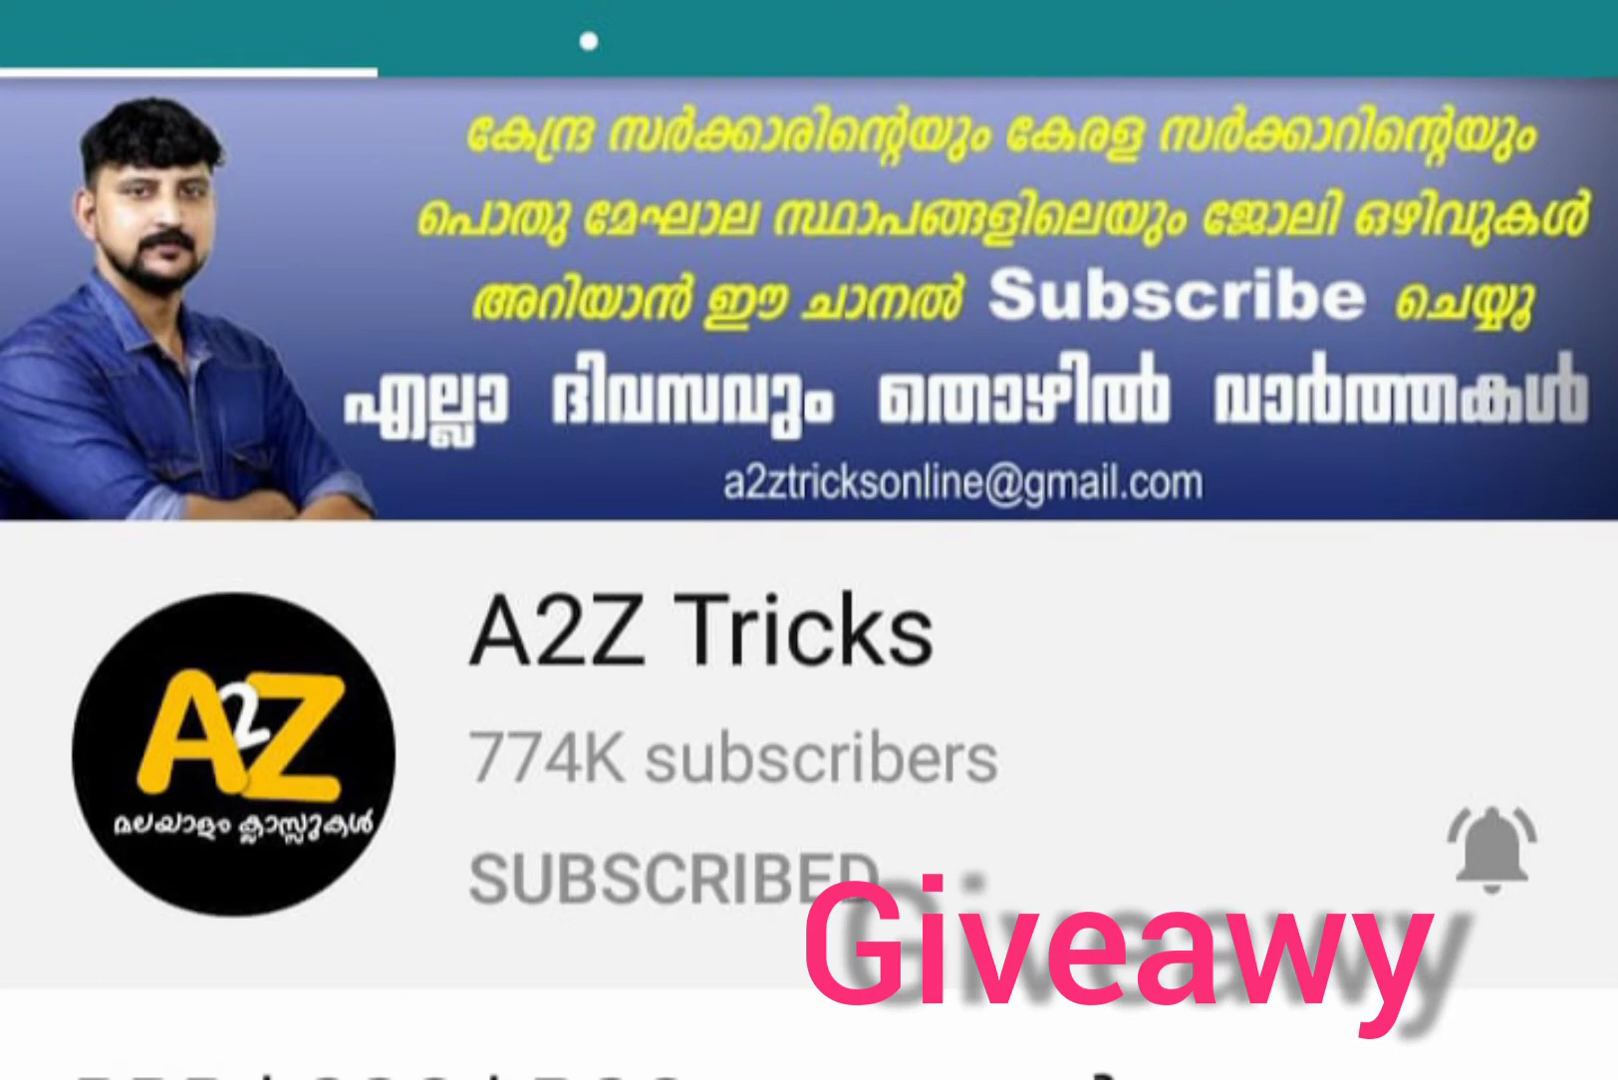 കേന്ദ്ര സർക്കാരിന്റെയും കേരള സർക്കാറിന്റെയും
പൊതു മേഘാല സ്ഥാപങ്ങളിലെയും ജോലി ഒഴിവുകൾ
അറിയാൻ ഈ ചാനൽ Subscribe ചെയ്യൂ
എല്ലാ ദിവസവും തൊഴിൽ വാർത്തകൾ
a2ztricksonline@gmail.com
A2Z
മലയാളം ക്ലാസ്സുകൾ
A2Z Tricks
774K subscribers
SUBSCRIBED
Giveawy